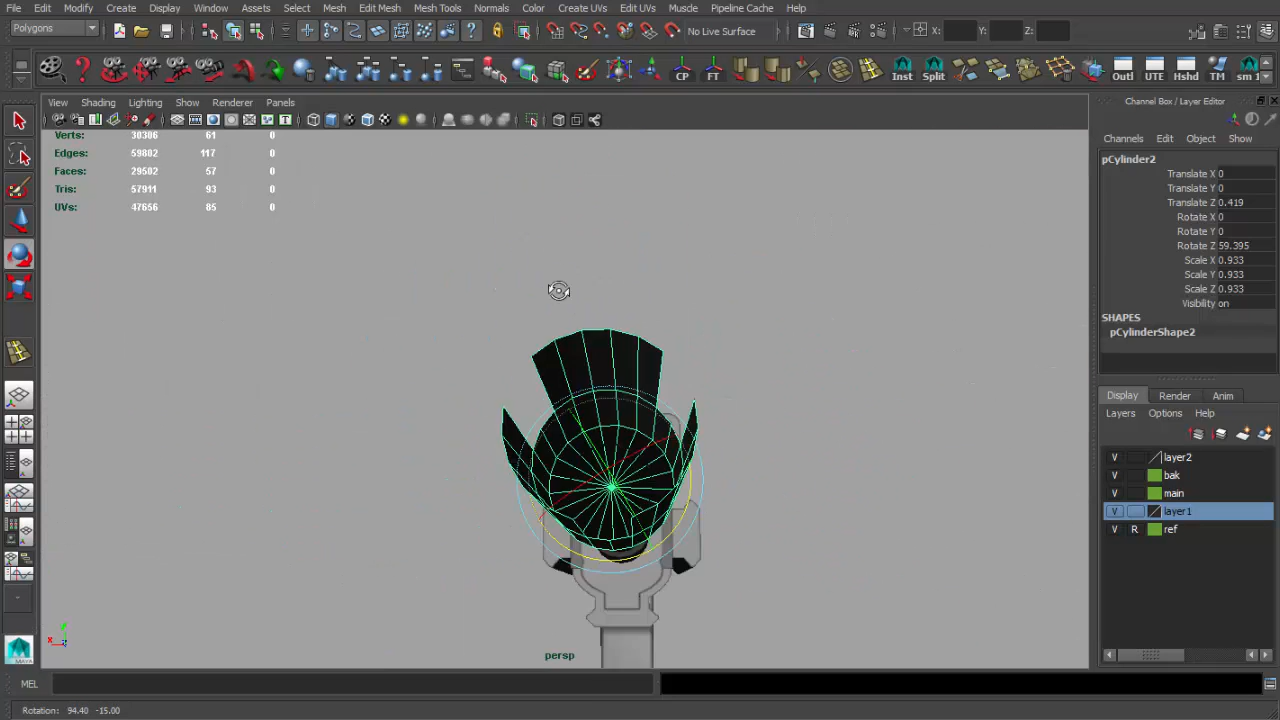 File Edit Modify Create Display Window Assets Select Mesh Edit Mesh Mesh Tools Normals Color Create UVs Edit UVs Muscle Pipeline Cache Help
Polygons No Live Surface X: Y: Z:
CP FT Inst Split Outl UTE Hshd TM sm 1
View Shading Lighting Show Renderer Panels
Channel Box / Layer Editor
Channels Edit Object Show
Verts: 30306 61 0
Edges: 59802 117 0
Faces: 29502 57 0
Tris: 57911 93 0
UVs: 47656 85 0
pCylinder2
Translate X 0
Translate Y 0
Translate Z 0.419
Rotate X 0
Rotate Y 0
Rotate Z 59.395
Scale X 0.933
Scale Y 0.933
Scale Z 0.933
Visibility on
SHAPES
pCylinderShape2
Display Render Anim
Layers Options Help
V layer2
V bak
V main
V layer1
V R ref
persp
MEL
Rotation: 94.40 -15.00